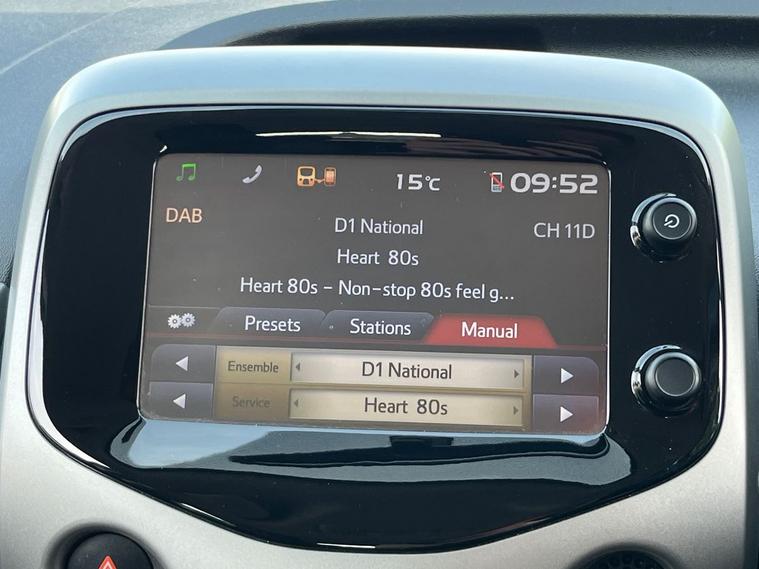 15°C 09:52
DAB
D1 National
CH 11D
Heart 80s
Heart 80s - Non-stop 80s feel g...
Presets Stations Manual
Ensemble D1 National
Service Heart 80s